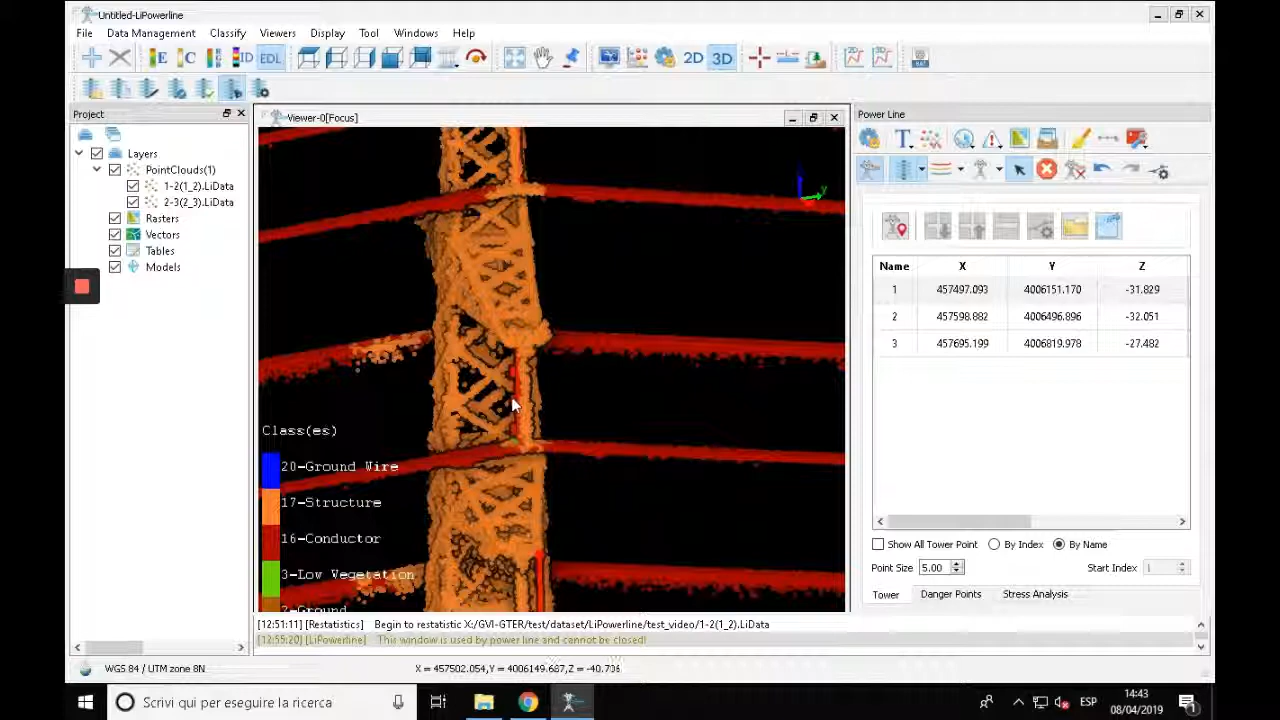 Untitled-LiPowerline
File Data Management Classify Viewers Display Tool Windows Help
E C ID EDL 2D 3D
Project
Viewer-0[Focus]
Power Line
Layers
PointClouds(1)
1-2(1_2).LiData
2-3(2_3).LiData
Rasters
Vectors
Tables
Models
y
Class(es)
20-Ground Wire
17-Structure
16-Conductor
3-Low Vegetation
2-Ground
Name X Y Z
1 457497.093 4006151.170 -31.829
2 457598.882 4006496.896 -32.051
3 457695.199 4006819.978 -27.482
Show All Tower Point By Index By Name
Point Size 5.00 Start Index 1
Tower Danger Points Stress Analysis
[12:51:11] [Restatistics] Begin to restatistic X:/GVI-GTER/test/dataset/LiPowerline/test_video/1-2(1_2).LiData
[12:55:20] [LiPowerline] This window is used by power line and cannot be closed!
WGS 84 / UTM zone 8N
X = 457502.054,Y = 4006149.687,Z = -40.736
Scrivi qui per eseguire la ricerca
ESP
14:43
08/04/2019